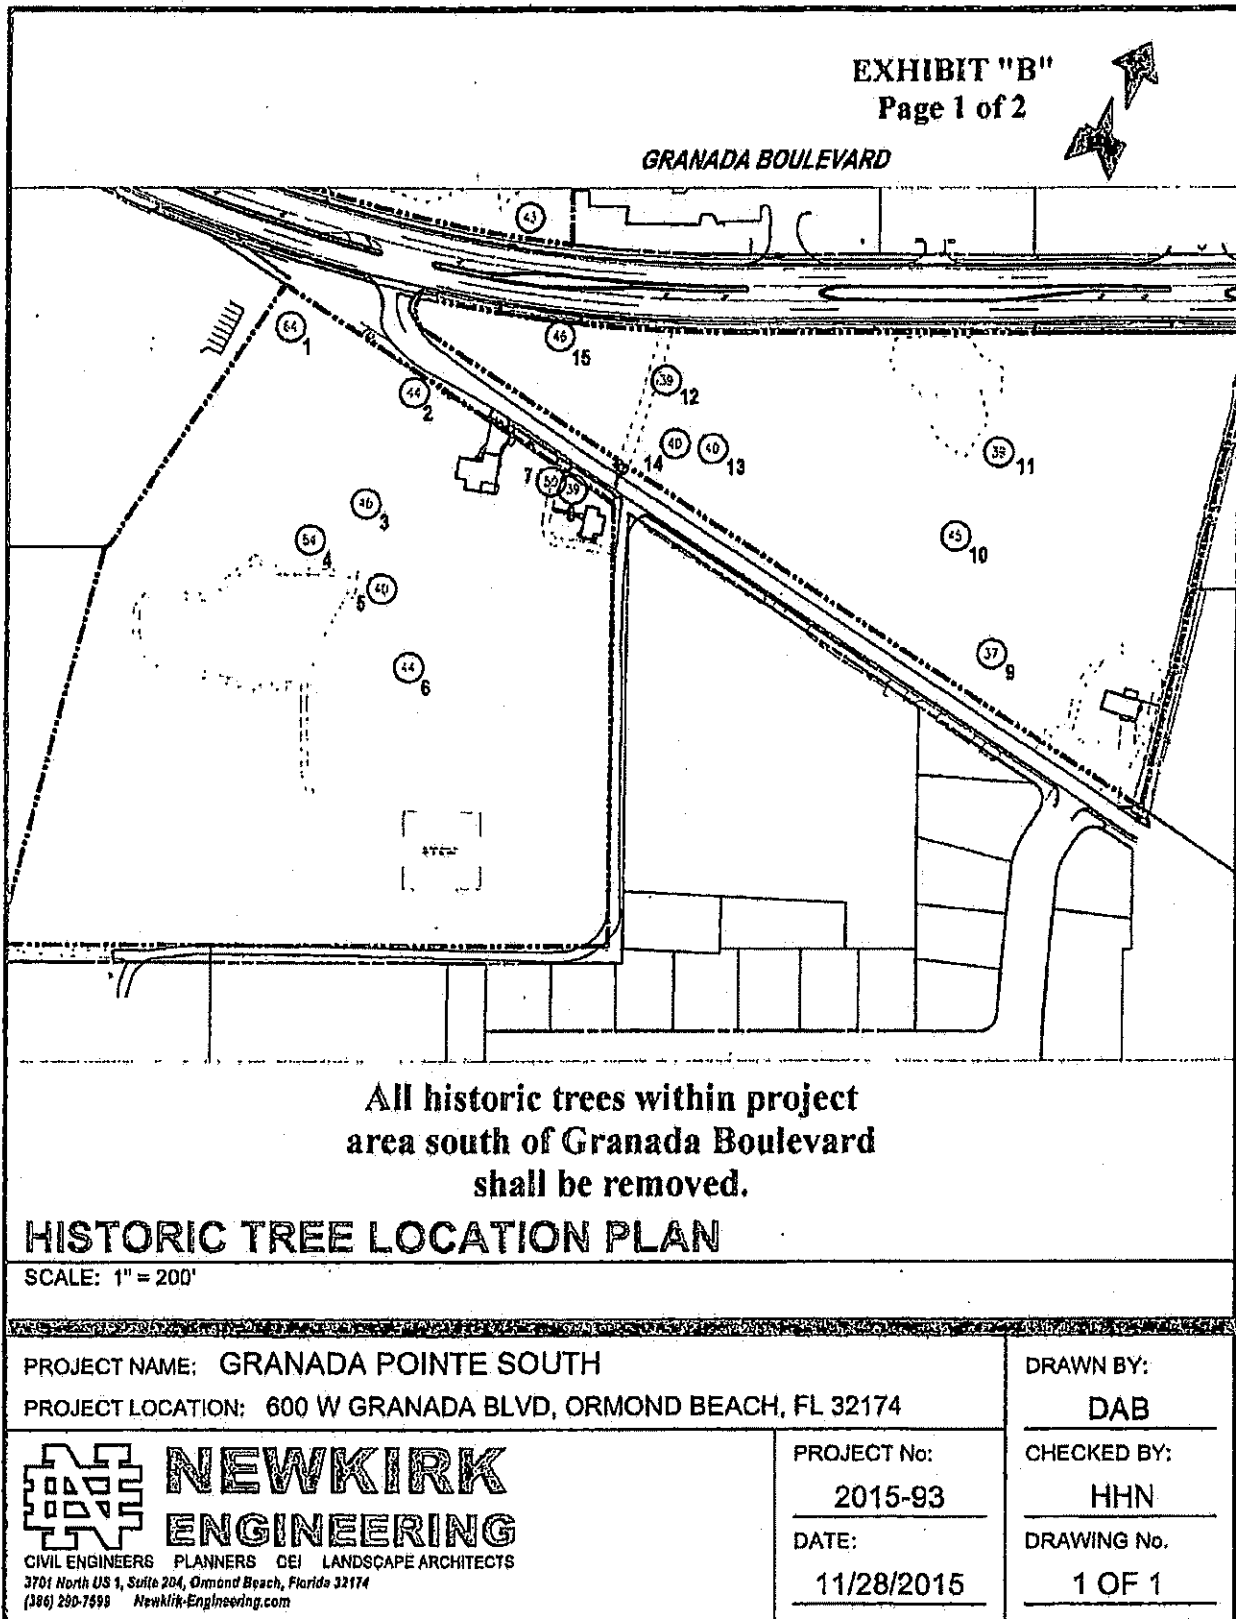 EXHIBIT "B"
Page 1 of 2
GRANADA BOULEVARD
43
64 1
44 2
46 15
39 12
40 14
40 13
39 11
7 50 39
46 3
54 4
45 10
5 40
44 6
37 9
All historic trees within project
area south of Granada Boulevard
shall be removed.
HISTORIC TREE LOCATION PLAN
SCALE: 1" = 200'
PROJECT NAME: GRANADA POINTE SOUTH
PROJECT LOCATION: 600 W GRANADA BLVD, ORMOND BEACH, FL 32174
DRAWN BY:
DAB
NEWKIRK
ENGINEERING
CIVIL ENGINEERS PLANNERS CEI LANDSCAPE ARCHITECTS
3701 North US 1, Suite 204, Ormond Beach, Florida 32174
(386) 290-7599 Newkirk-Engineering.com
PROJECT No:
2015-93
DATE:
11/28/2015
CHECKED BY:
HHN
DRAWING No.
1 OF 1